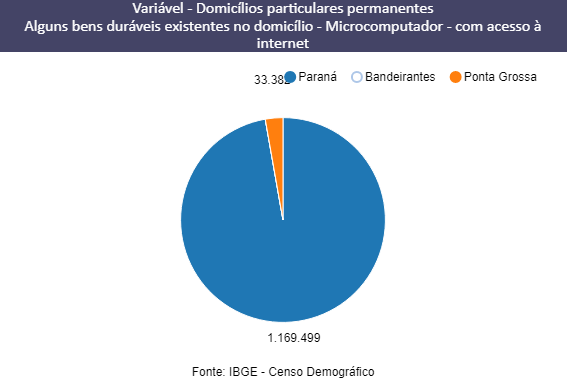 Variável - Domicílios particulares permanentes
Alguns bens duráveis existentes no domicílio - Microcomputador - com acesso à
internet
33.382 Paraná Bandeirantes Ponta Grossa
1.169.499
Fonte: IBGE - Censo Demográfico